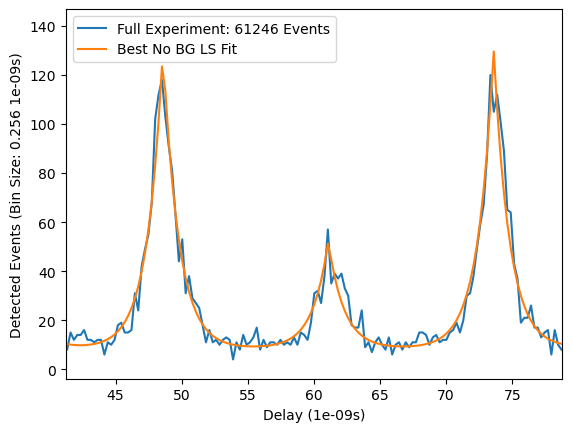 Full Experiment: 61246 Events
Best No BG LS Fit
Detected Events (Bin Size: 0.256 1e-09s)
140
120
100
80
60
40
20
0
45 50 55 60 65 70 75
Delay (1e-09s)